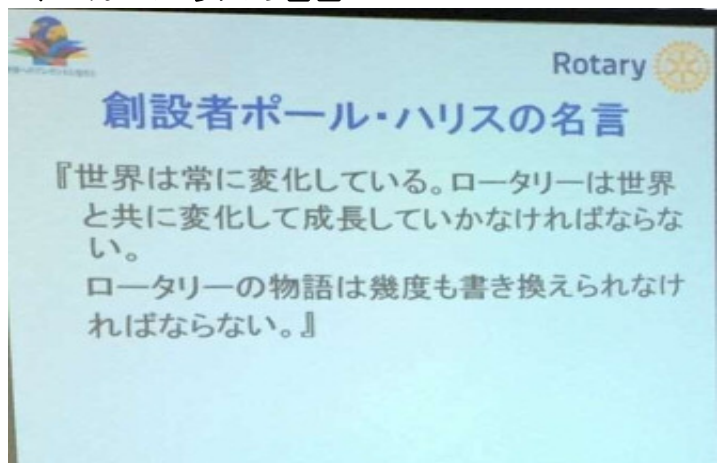 Rotary
創設者ポール・ハリスの名言
『世界は常に変化している。ロータリーは世界
と共に変化して成長していかなければならな
い。
ロータリーの物語は幾度も書き換えられなけ
ればならない。』